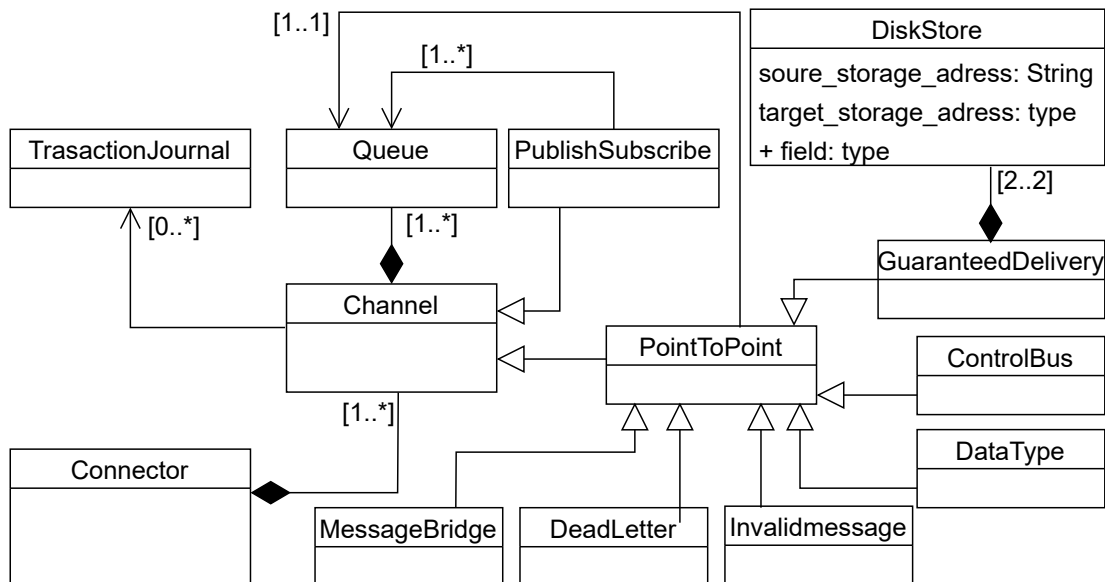 [1..1]
DiskStore
[1..*]
soure_storage_adress: String
target_storage_adress: type
+ field: type
TrasactionJournal
Queue
PublishSubscribe
[2..2]
[0..*]
[1..*]
GuaranteedDelivery
Channel
PointToPoint
ControlBus
[1..*]
DataType
Connector
MessageBridge
DeadLetter
Invalidmessage